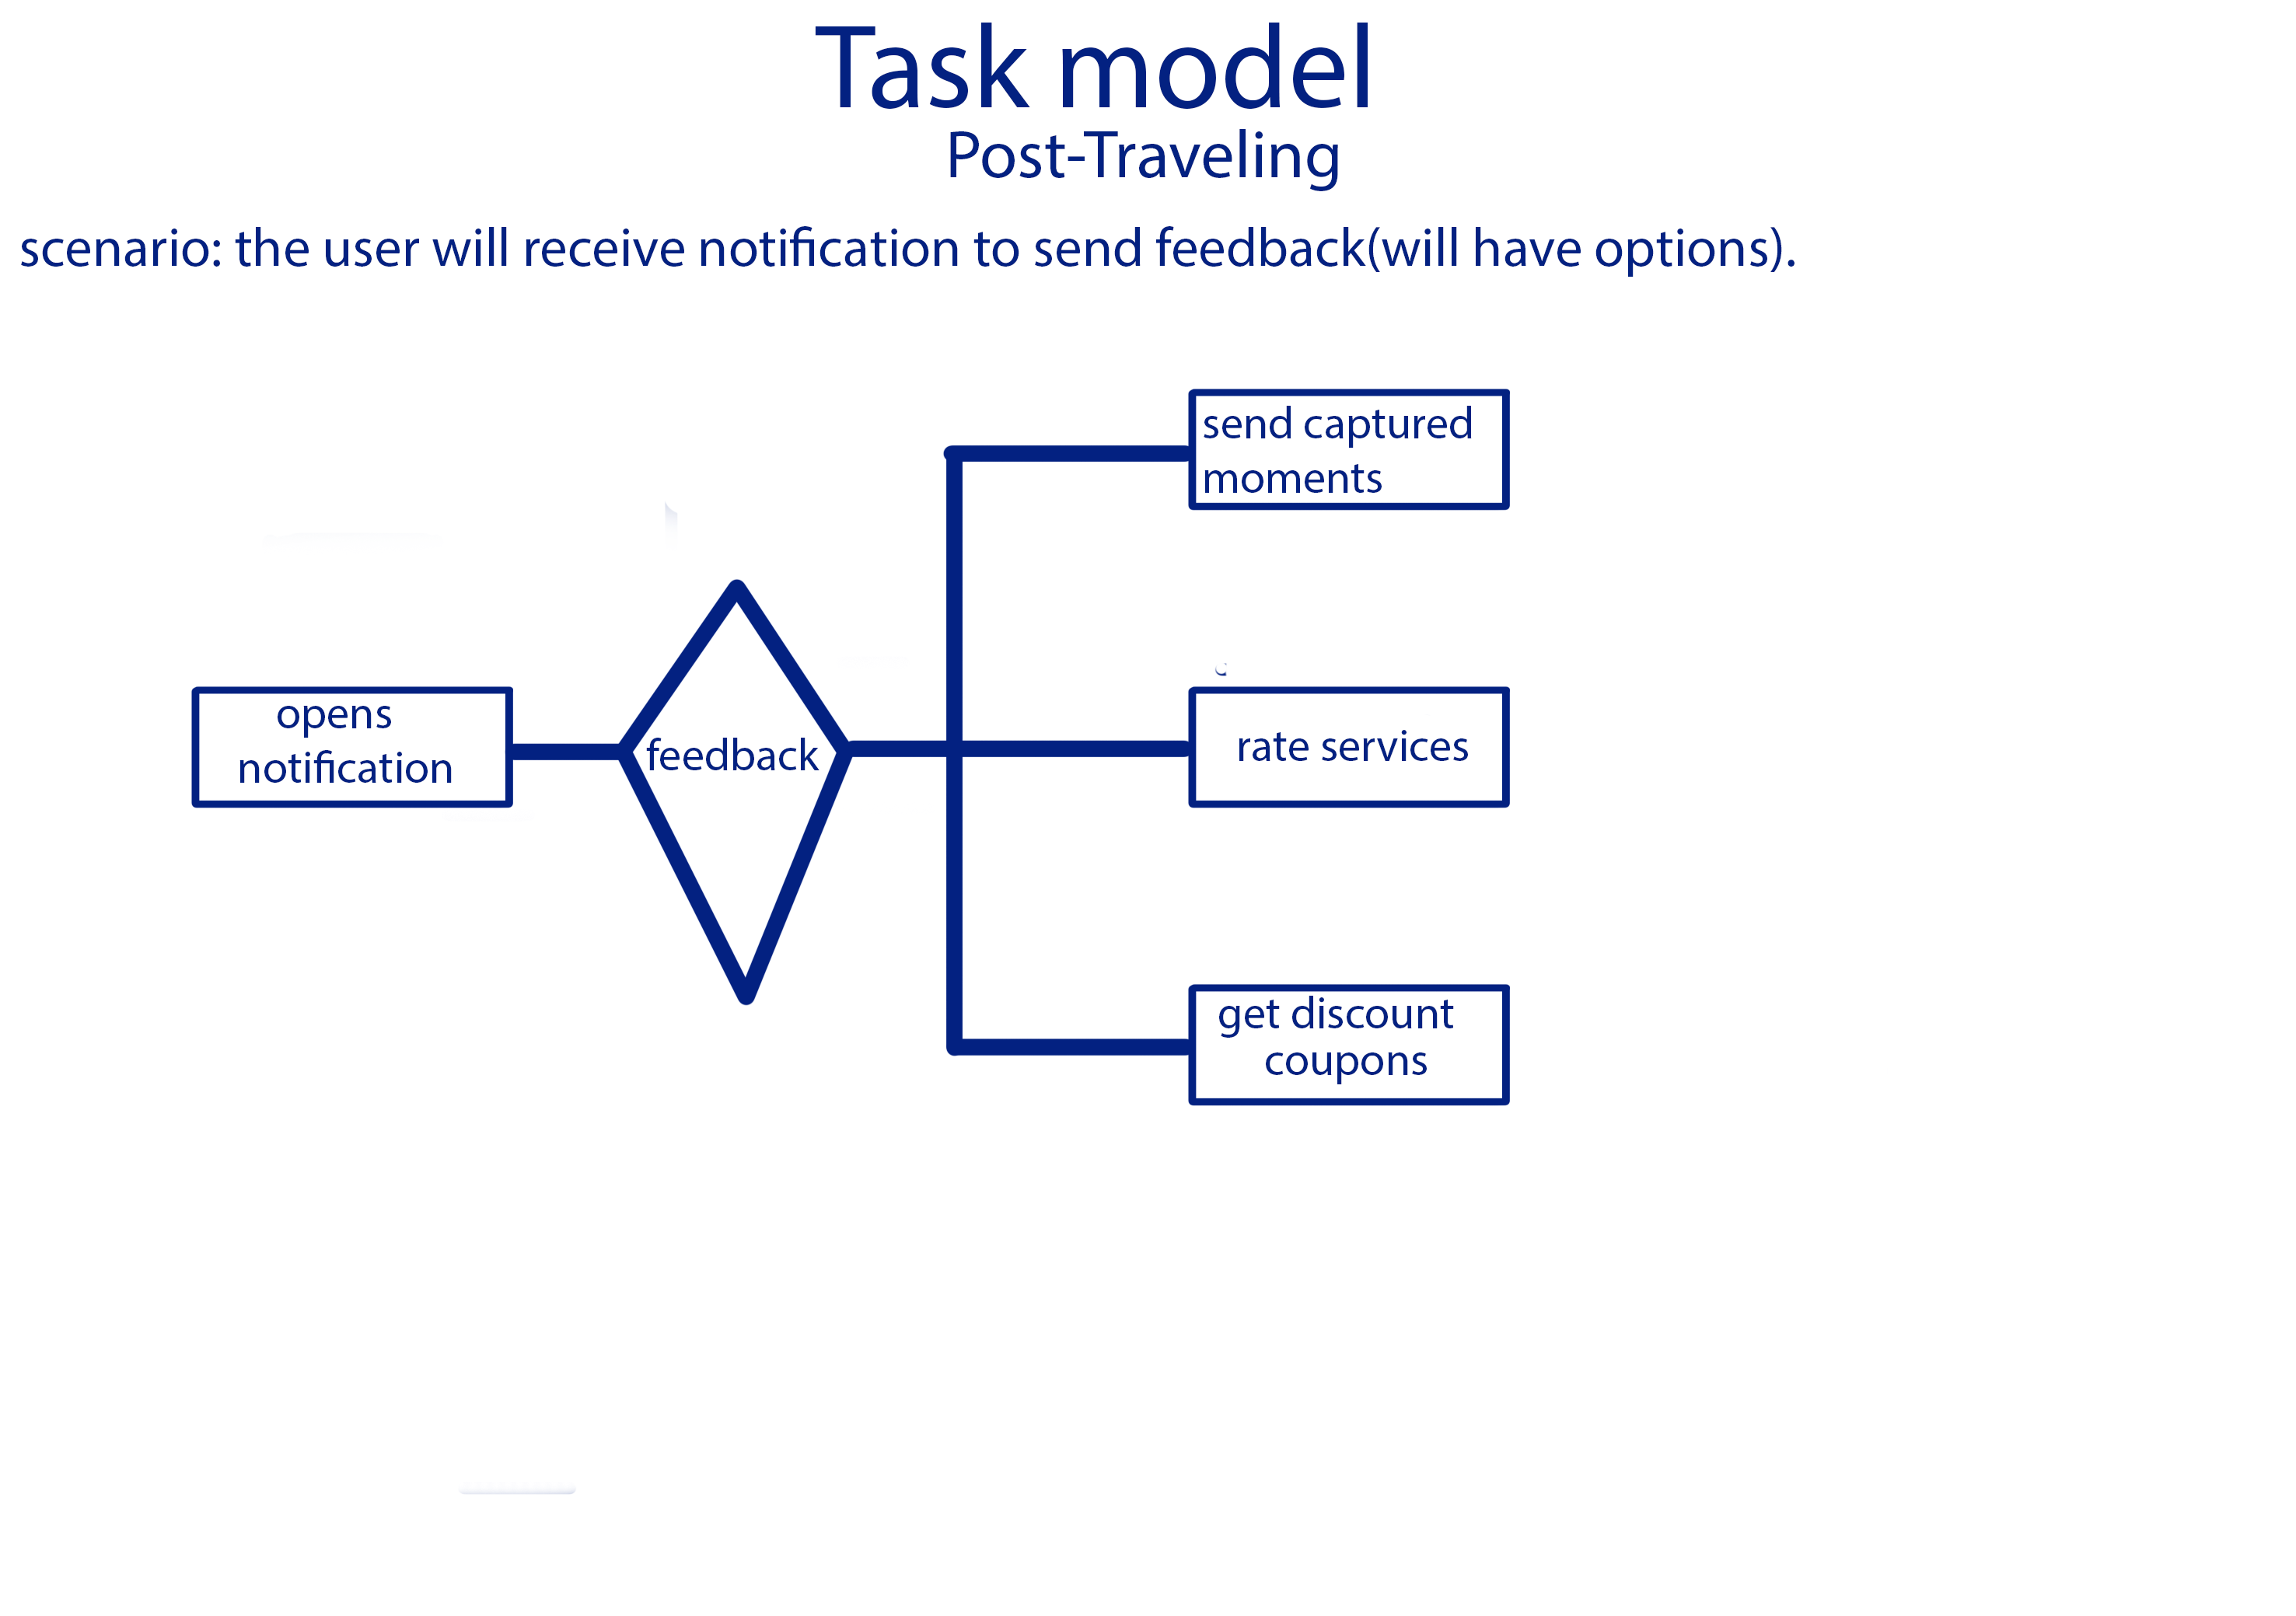 Task model
Post-Traveling
scenario: the user will receive notification to send feedback(will have options).
send captured
moments
opens
notification
feedback
rate services
get discount
coupons